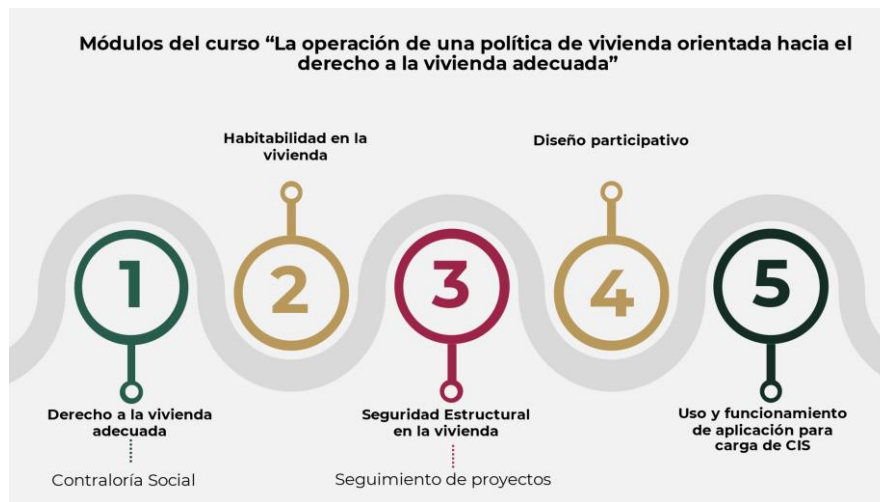 Módulos del curso “La operación de una política de vivienda orientada hacia el
derecho a la vivienda adecuada”
Habitabilidad en la
vivienda
Diseño participativo
1
2
3
4
5
Derecho a la vivienda
adecuada
Seguridad Estructural
en la vivienda
Uso y funcionamiento
de aplicación para
carga de CIS
Contraloría Social
Seguimiento de proyectos